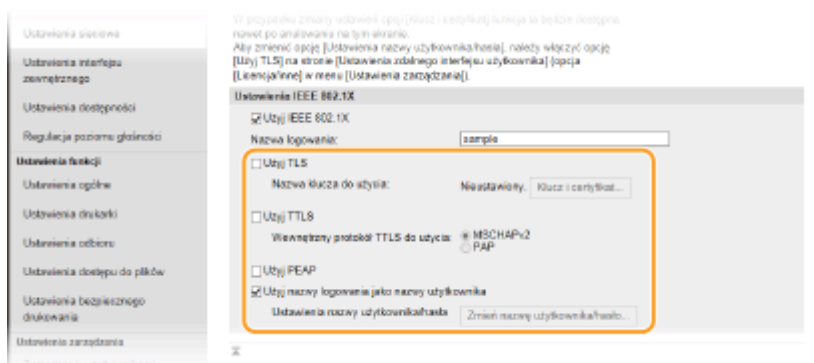 W przypadku zmiany ustawień opcji [Klucz i certyfikat] funkcja ta będzie dostępna
nawet po anulowaniu na tym ekranie.
Aby zmienić opcję [Ustawienia nazwy użytkownika/hasła], należy włączyć opcję
[Użyj TLS] na stronie [Ustawienia zdalnego interfejsu użytkownika] (opcja
[Licencja/Inne] w menu [Ustawienia zarządzania]).
Ustawienia sieciowe
Ustawienia interfejsu
zewnętrznego
Ustawienia dostępności
Regulacja poziomu głośności
Ustawienia funkcji
Ustawienia ogólne
Ustawienia drukarki
Ustawienia odbioru
Ustawienia dostępu do plików
Ustawienia bezpiecznego
drukowania
Ustawienia zarządzania
Ustawienia IEEE 802.1X
Użyj IEEE 802.1X
Nazwa logowania: sample
Użyj TLS
Nazwa klucza do użycia: Nieustawiony. Klucz i certyfikat...
Użyj TTLS
Wewnętrzny protokół TTLS do użycia: MSCHAPv2
PAP
Użyj PEAP
Użyj nazwy logowania jako nazwy użytkownika
Ustawienia nazwy użytkownika/hasła Zmień nazwę użytkownika/hasło...